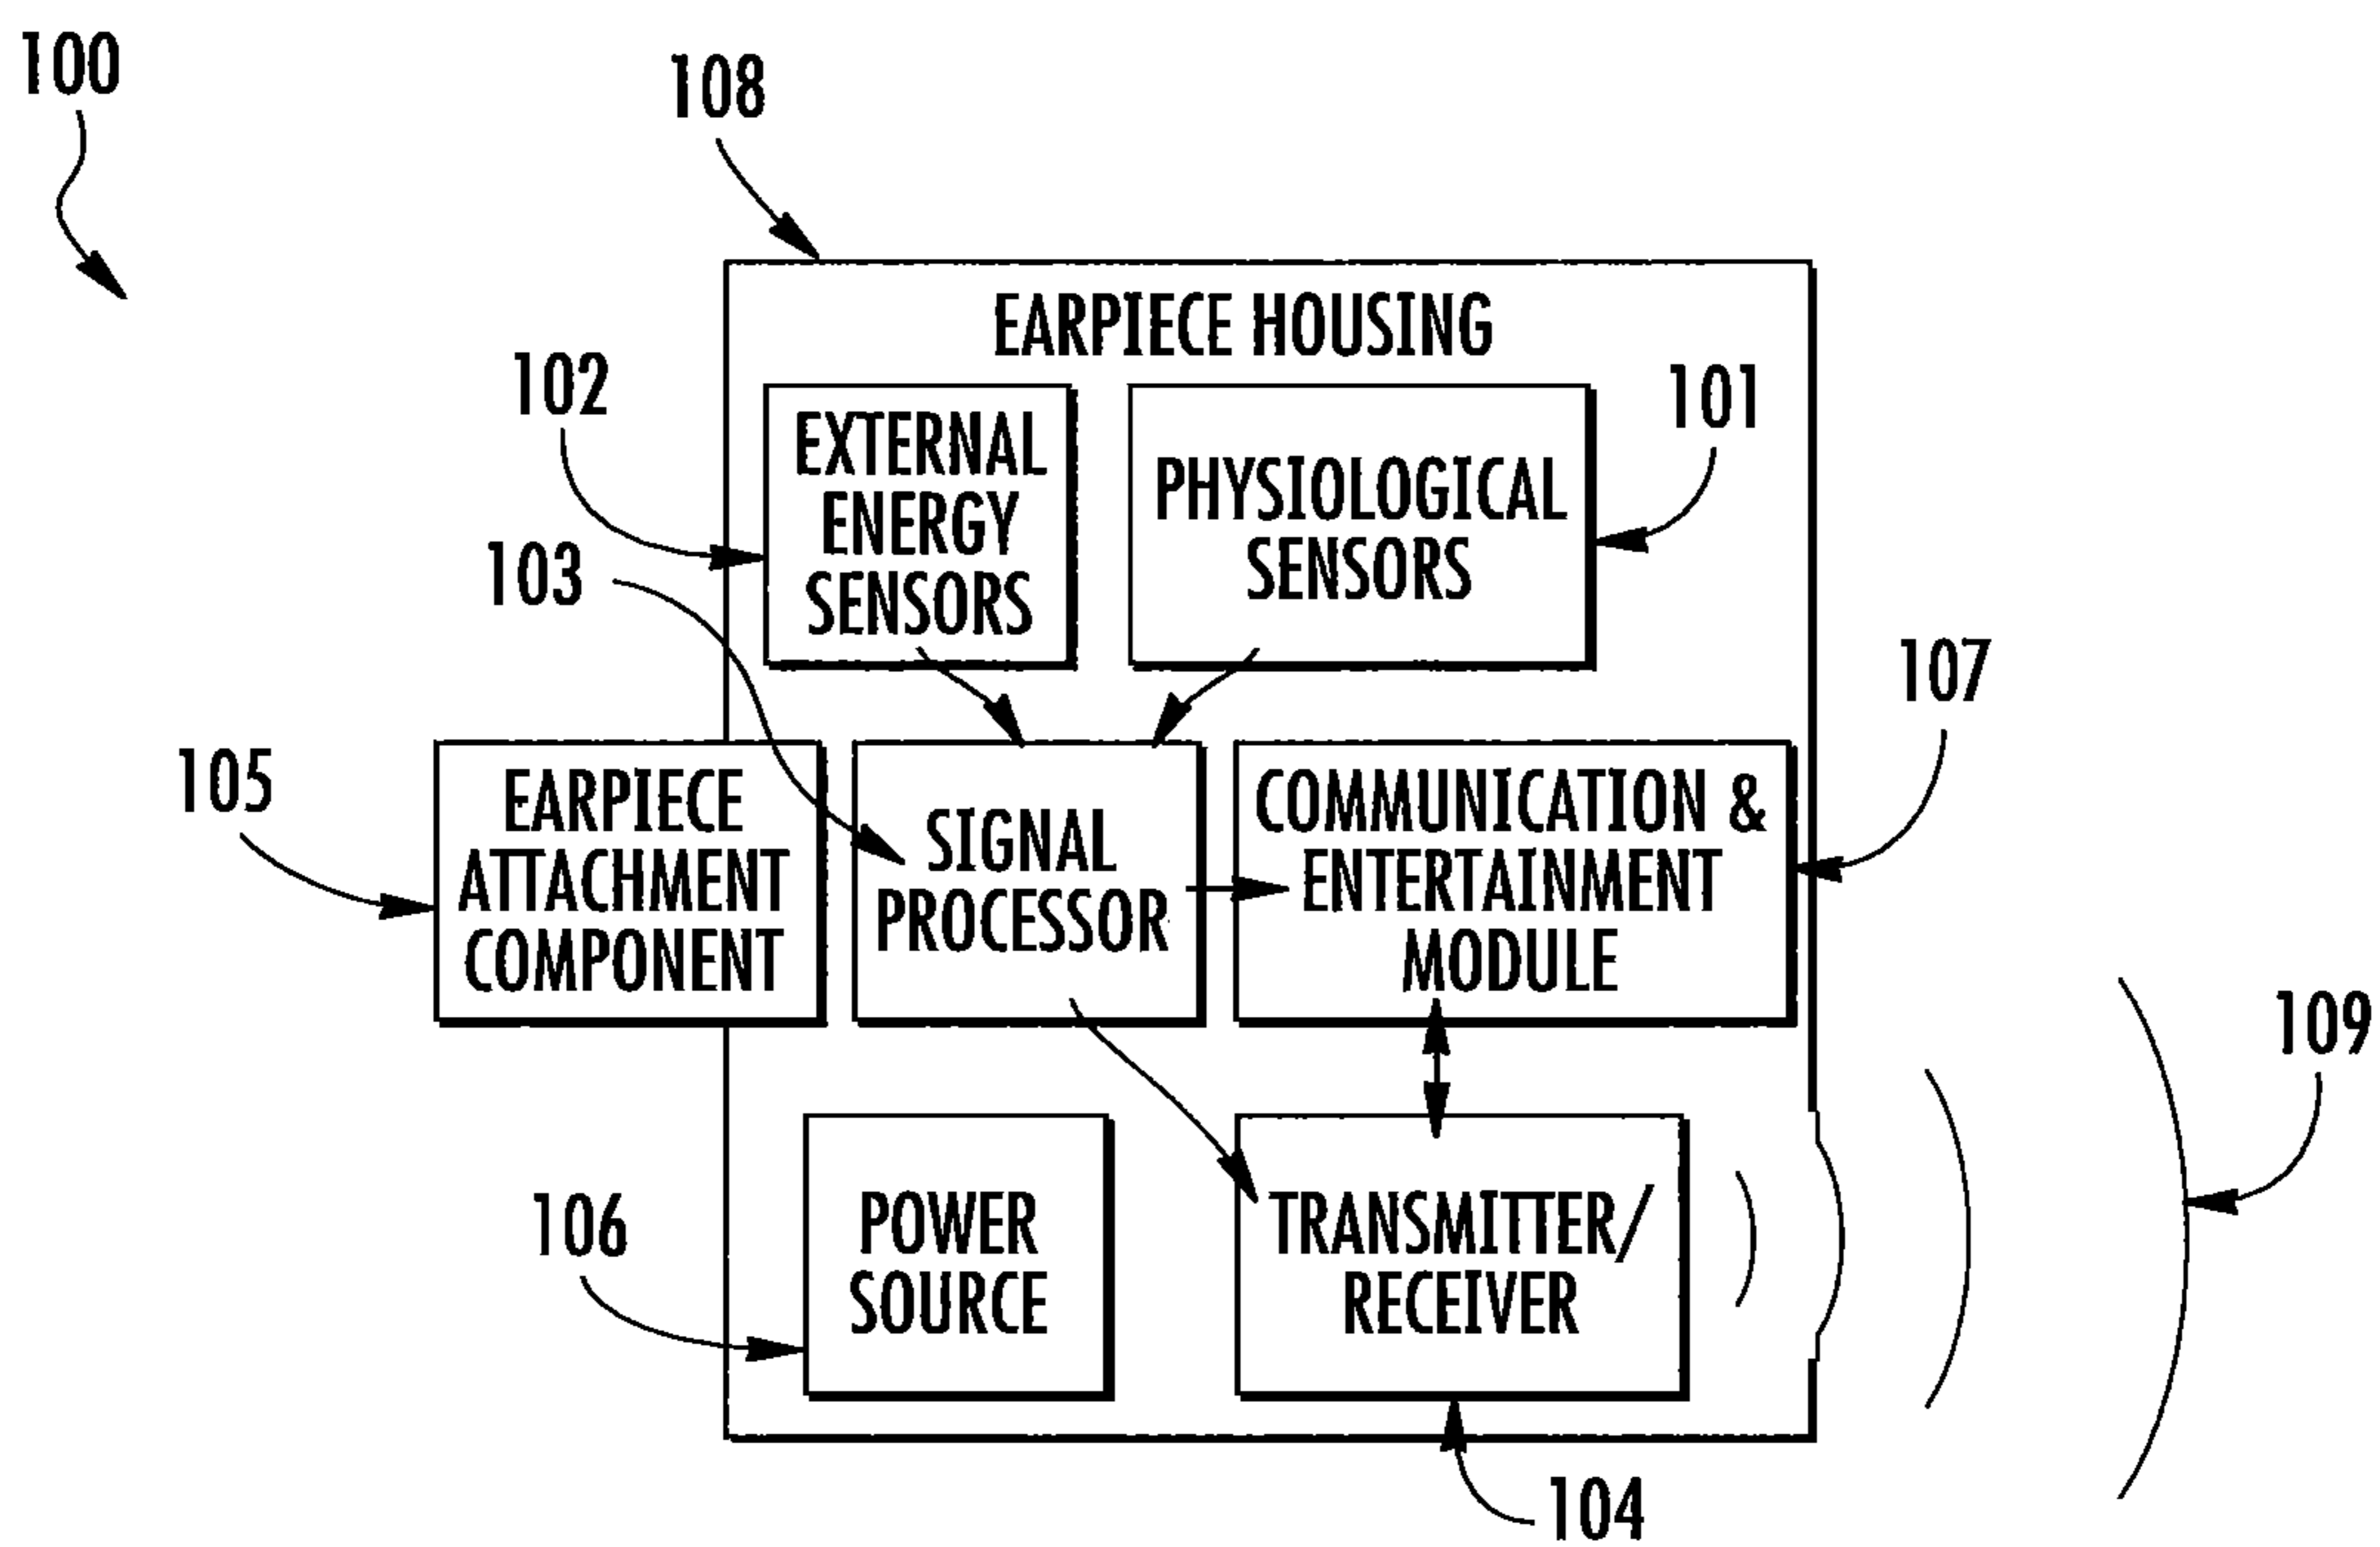 100
108
EARPIECE HOUSING
102
EXTERNAL
ENERGY
SENSORS
PHYSIOLOGICAL
SENSORS
101
103
107
105
EARPIECE
ATTACHMENT
COMPONENT
SIGNAL
PROCESSOR
COMMUNICATION &
ENTERTAINMENT
MODULE
109
106
POWER
SOURCE
TRANSMITTER/
RECEIVER
104